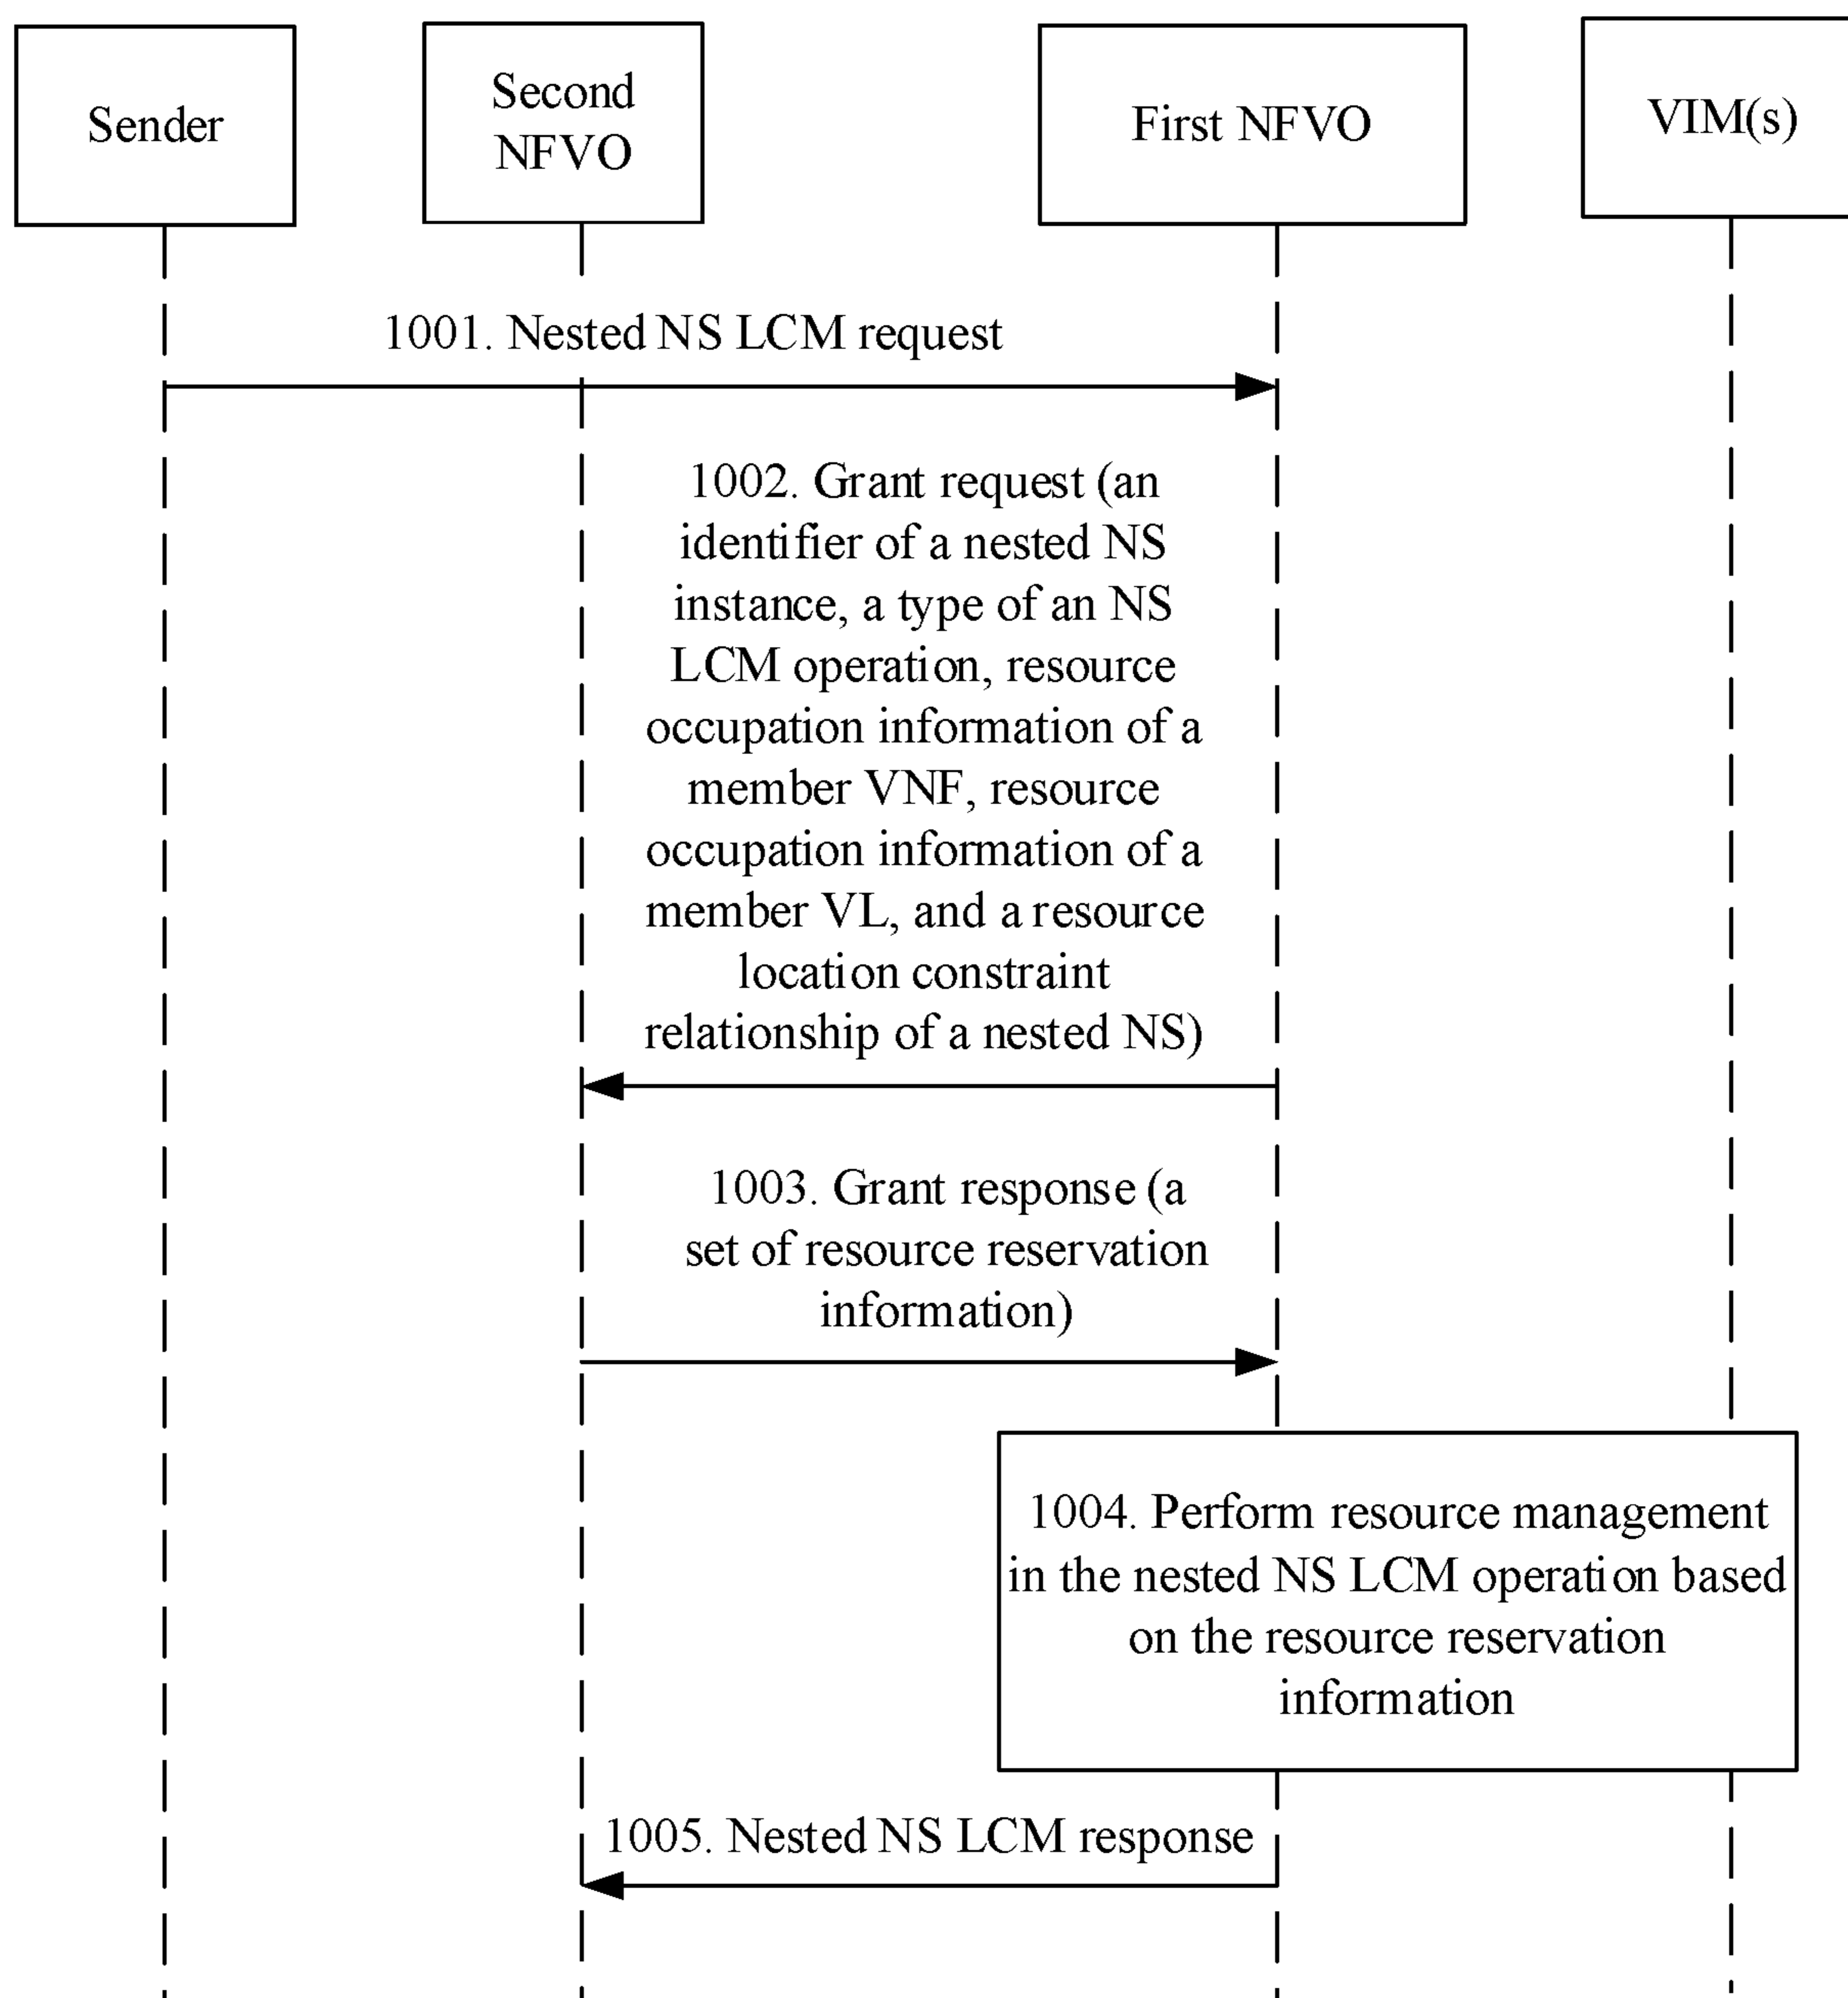 Sender
Second
NFVO
First NFVO
VIM(s)
1001. Nested NS LCM request
1002. Grant request (an
identifier of a nested NS
instance, a type of an NS
LCM operation, resource
occupation information of a
member VNF, resource
occupation information of a
member VL, and a resource
location constraint
relationship of a nested NS)
1003. Grant response (a
set of resource reservation
information)
1004. Perform resource management
in the nested NS LCM operation based
on the resource reservation
information
1005. Nested NS LCM response